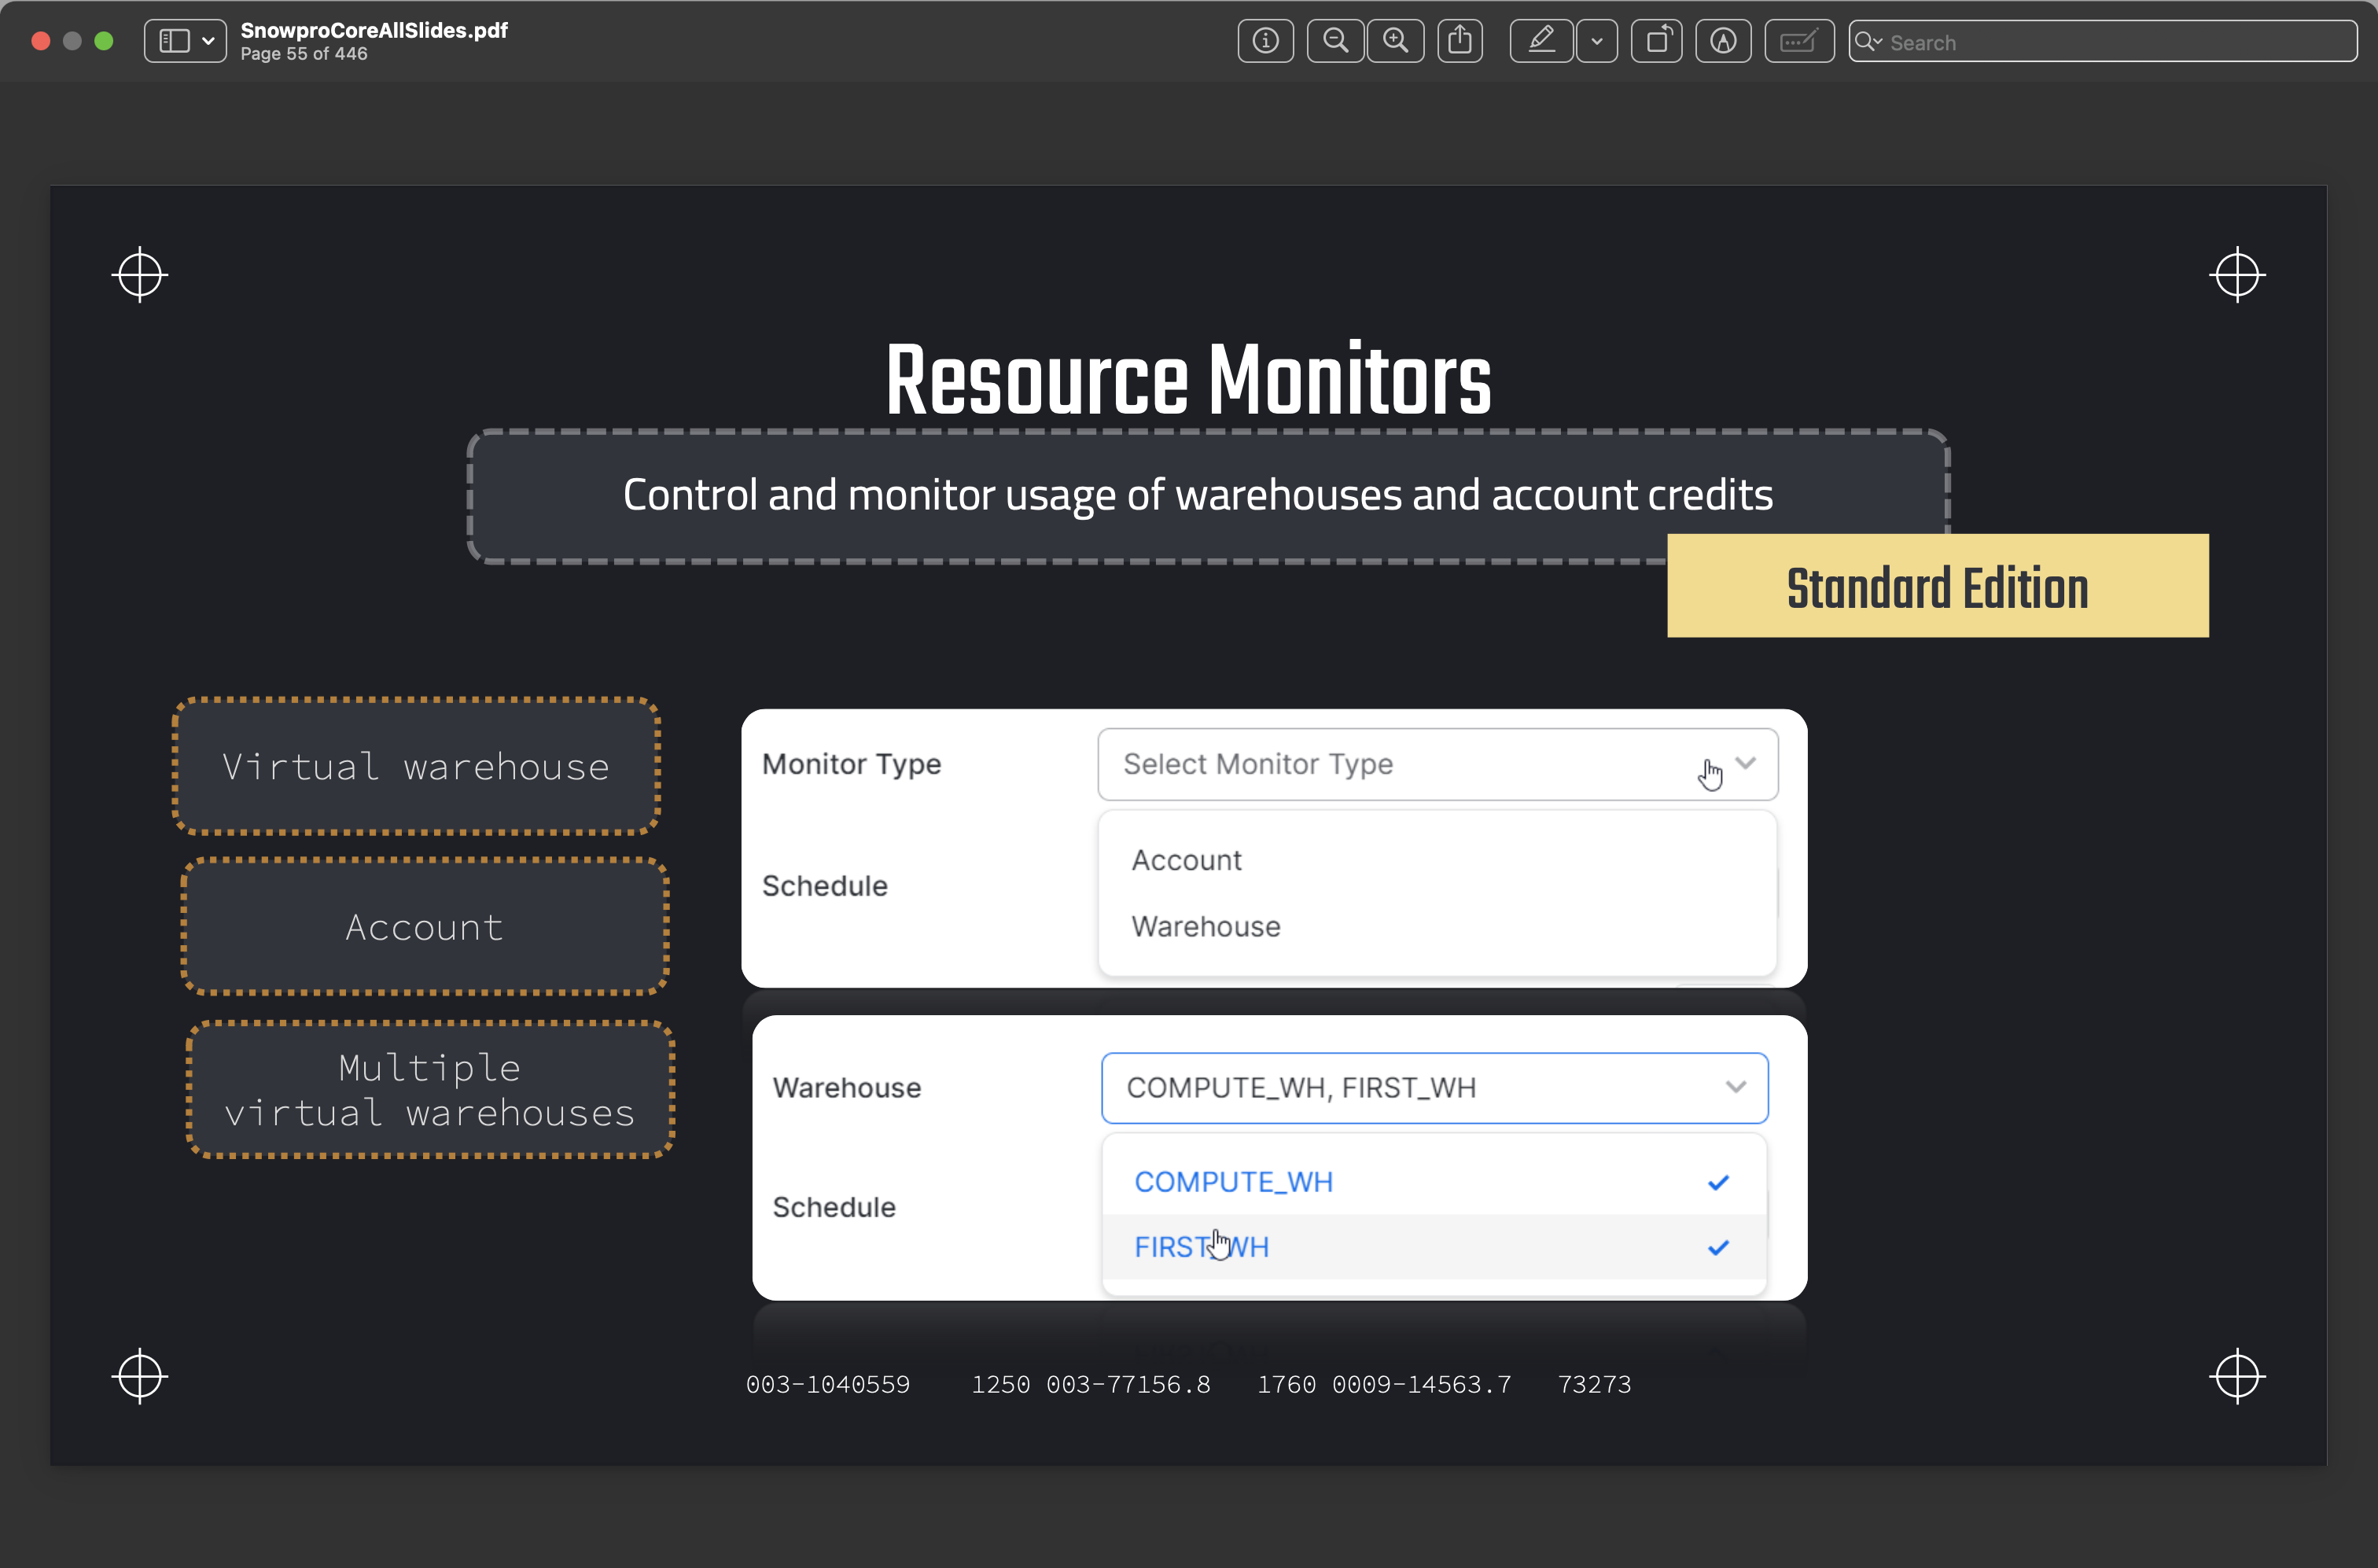 SnowproCoreAllSlides.pdf
Page 55 of 446
Search
Resource Monitors
Control and monitor usage of warehouses and account credits
Standard Edition
Virtual warehouse
Account
Multiple
virtual warehouses
Monitor Type
Select Monitor Type
Account
Schedule
Warehouse
Warehouse
COMPUTE_WH, FIRST_WH
COMPUTE_WH
Schedule
FIRST_WH
003-1040559 1250 003-77156.8 1760 0009-14563.7 73273